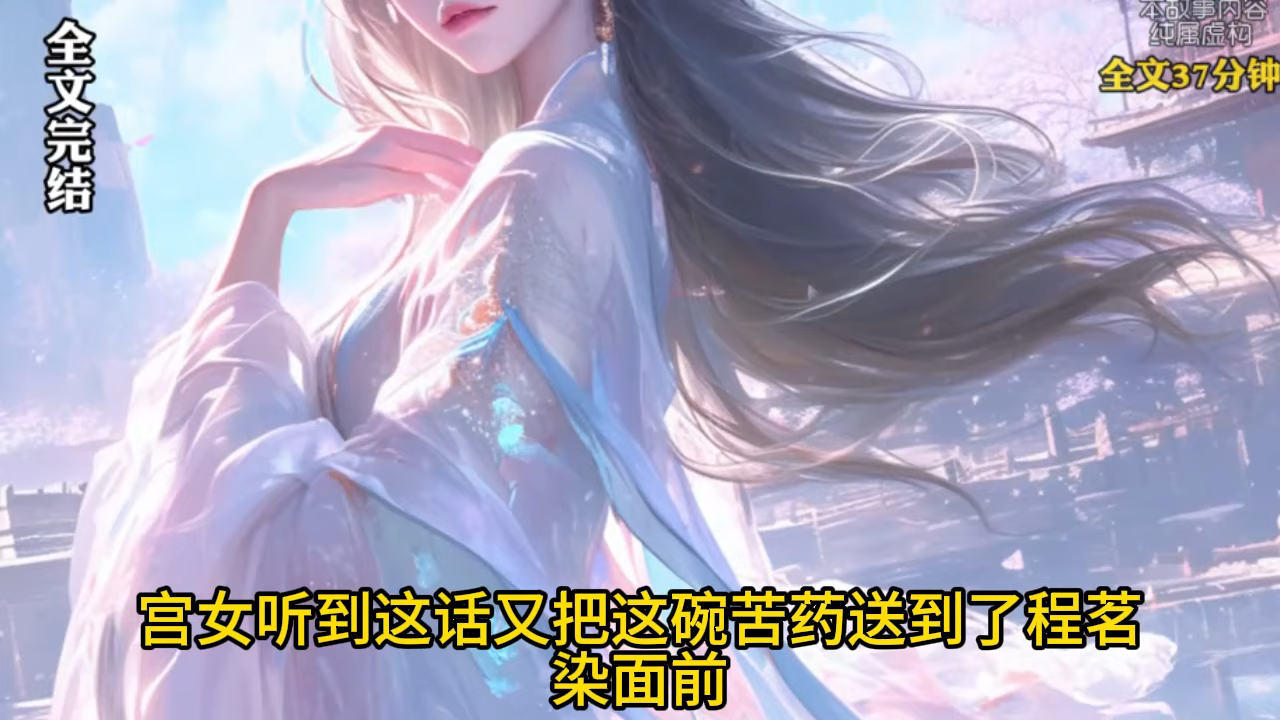 全文完结
本故事内容
纯属虚构
全文37分钟
宫女听到这话又把这碗苦药送到了程茗
染面前